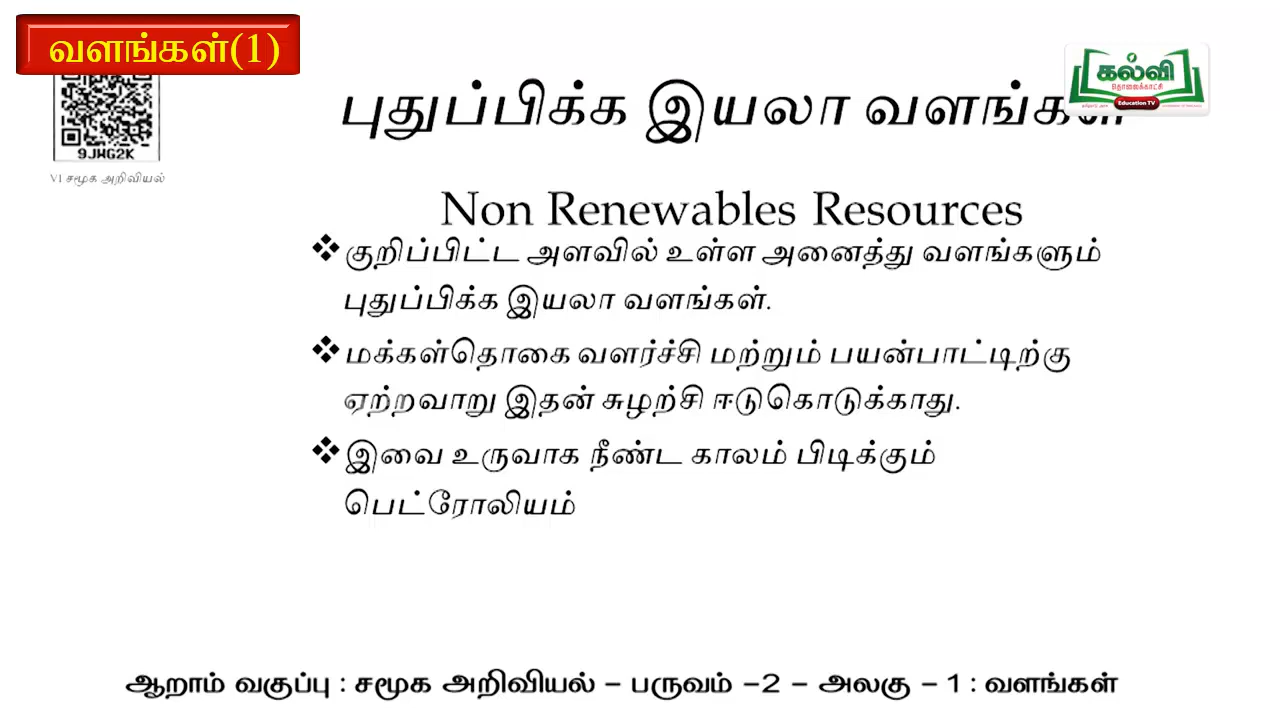 வளங்கள்(1)
கல்வி
தொலைக்காட்சி
Education TV
9JWG2K
VI சமூக அறிவியல்
புதுப்பிக்க இயலா வளங்கள்
Non Renewables Resources
❖குறிப்பிட்ட அளவில் உள்ள அனைத்து வளங்களும்
புதுப்பிக்க இயலா வளங்கள்.
❖மக்கள்தொகை வளர்ச்சி மற்றும் பயன்பாட்டிற்கு
ஏற்றவாறு இதன் சுழற்சி ஈடுகொடுக்காது.
❖இவை உருவாக நீண்ட காலம் பிடிக்கும்
பெட்ரோலியம்
ஆறாம் வகுப்பு : சமூக அறிவியல் – பருவம் –2 – அலகு – 1 : வளங்கள்